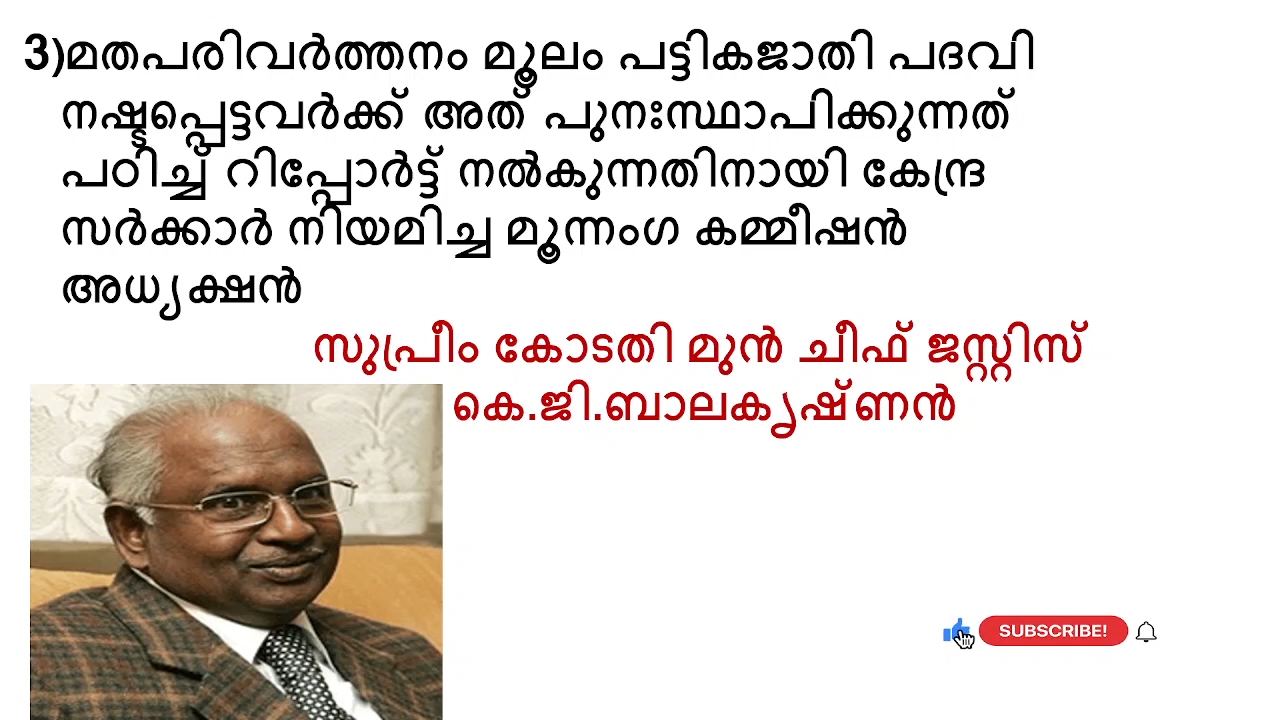 3)മതപരിവർത്തനം മൂലം പട്ടികജാതി പദവി
നഷ്ടപ്പെട്ടവർക്ക് അത് പുനഃസ്ഥാപിക്കുന്നത്
പഠിച്ച് റിപ്പോർട്ട് നൽകുന്നതിനായി കേന്ദ്ര
സർക്കാർ നിയമിച്ച മൂന്നംഗ കമ്മീഷൻ
അധ്യക്ഷൻ
സുപ്രീം കോടതി മുൻ ചീഫ് ജസ്റ്റിസ്
കെ.ജി.ബാലകൃഷ്ണൻ
SUBSCRIBE!